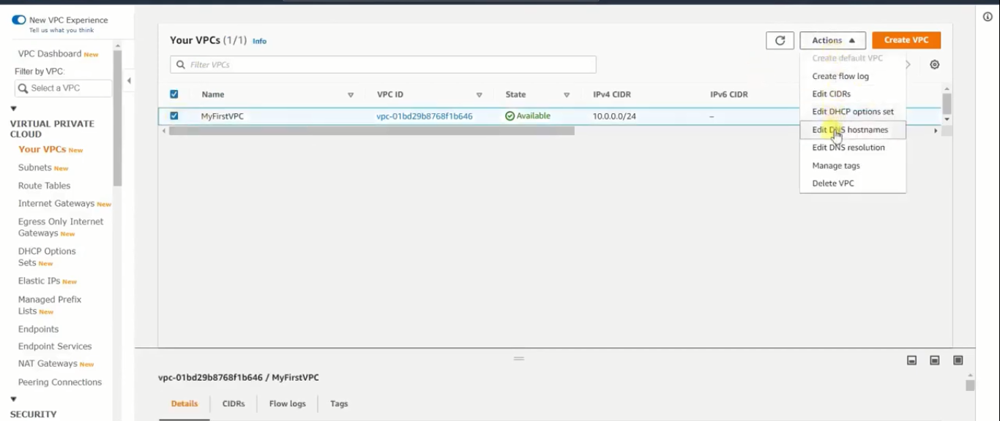 New VPC Experience
Tell us what you think
VPC Dashboard New
Filter by VPC:
Select a VPC
VIRTUAL PRIVATE
CLOUD
Your VPCs New
Subnets New
Route Tables
Internet Gateways New
Egress Only Internet
Gateways New
DHCP Options
Sets New
Elastic IPs New
Managed Prefix
Lists New
Endpoints
Endpoint Services
NAT Gateways New
Peering Connections
SECURITY
Your VPCs (1/1) Info
Actions
Create VPC
Filter VPCs
Name VPC ID State IPv4 CIDR IPv6 CIDR
MyFirstVPC vpc-01bd29b8768f1b646 Available 10.0.0.0/24 –
Create default VPC
Create flow log
Edit CIDRs
Edit DHCP options set
Edit DNS hostnames
Edit DNS resolution
Manage tags
Delete VPC
vpc-01bd29b8768f1b646 / MyFirstVPC
Details CIDRs Flow logs Tags